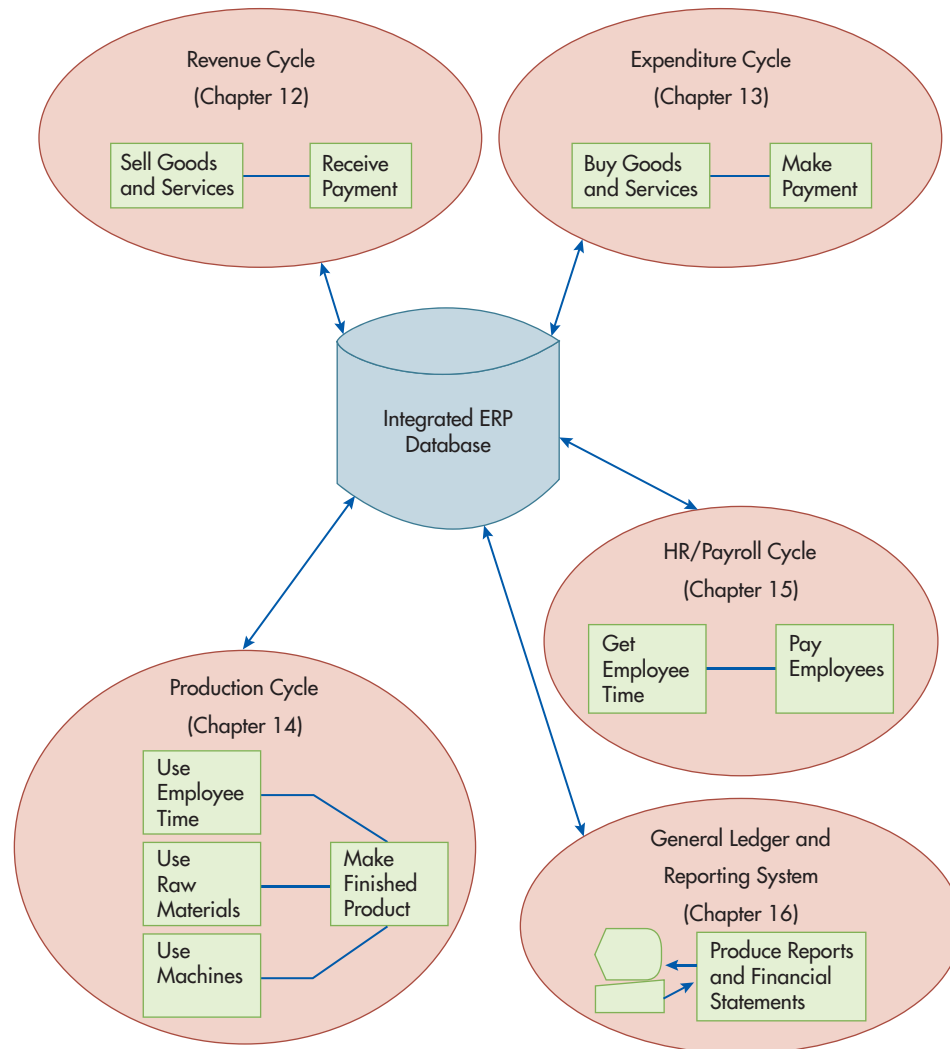 Revenue Cycle
(Chapter 12)
Sell Goods
and Services
Receive
Payment
Expenditure Cycle
(Chapter 13)
Buy Goods
and Services
Make
Payment
Integrated ERP
Database
HR/Payroll Cycle
(Chapter 15)
Get
Employee
Time
Pay
Employees
Production Cycle
(Chapter 14)
Use
Employee
Time
Use
Raw
Materials
Use
Machines
Make
Finished
Product
General Ledger and
Reporting System
(Chapter 16)
Produce Reports
and Financial
Statements